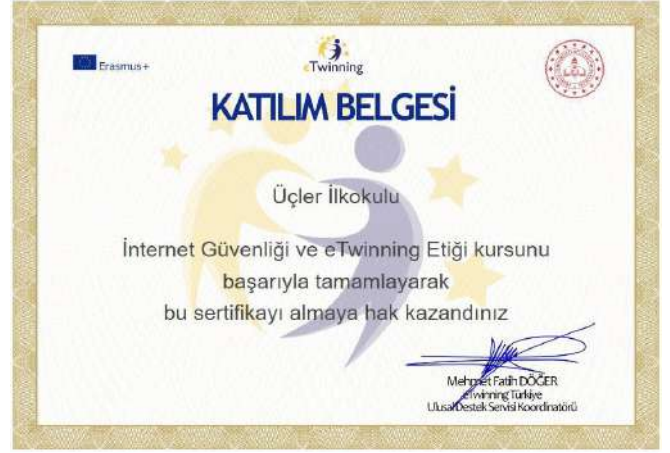 Erasmus+
eTwinning
KATILIM BELGESİ
Üçler İlkokulu
İnternet Güvenliği ve eTwinning Etiği kursunu
başarıyla tamamlayarak
bu sertifikayı almaya hak kazandınız
Mehmet Fatih DÖĞER
eTwinning Türkiye
Ulusal Destek Servisi Koordinatörü